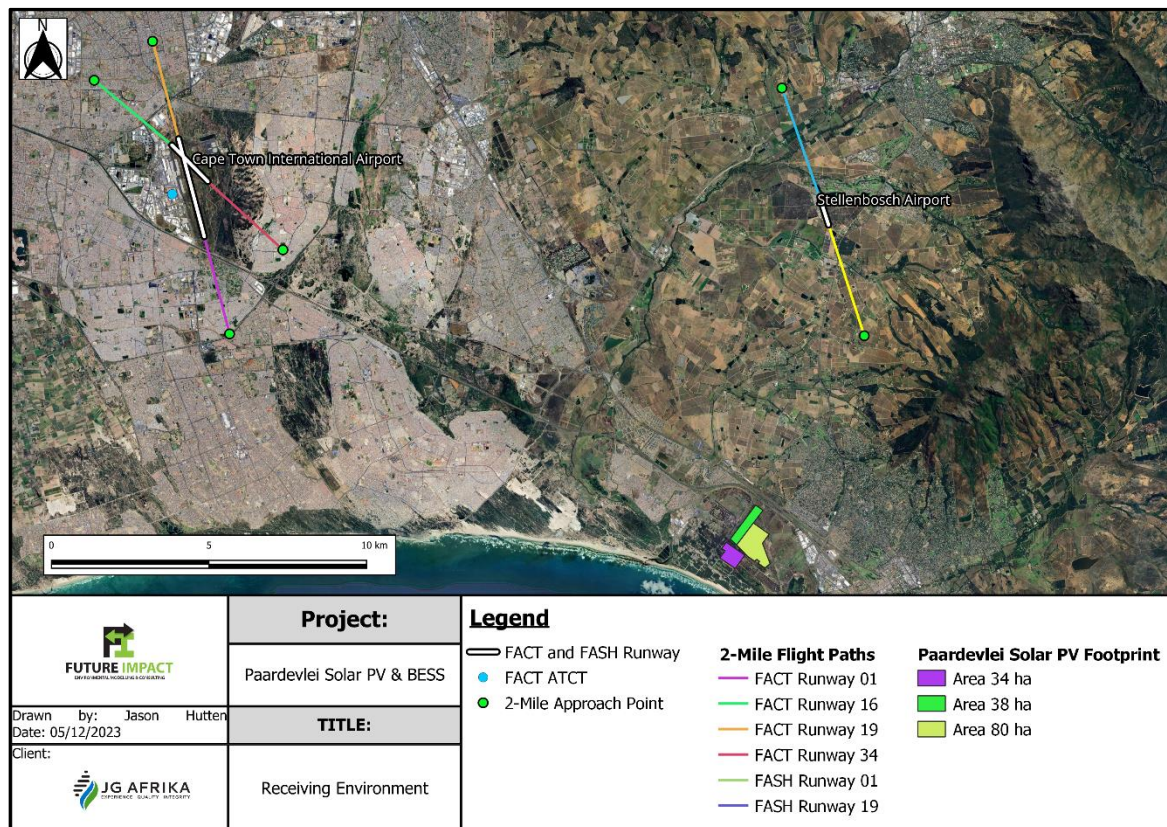 N
Cape Town International Airport
Stellenbosch Airport
0 5 10 km
FUTURE IMPACT
ENVIRONMENTAL MODELLING & CONSULTING
Drawn by: Jason Hutten
Date: 05/12/2023
Client:
JG AFRIKA
EXPERIENCE. QUALITY. INTEGRITY
Project:
Paardevlei Solar PV & BESS
TITLE:
Receiving Environment
Legend
FACT and FASH Runway
FACT ATCT
2-Mile Approach Point
2-Mile Flight Paths
FACT Runway 01
FACT Runway 16
FACT Runway 19
FACT Runway 34
FASH Runway 01
FASH Runway 19
Paardevlei Solar PV Footprint
Area 34 ha
Area 38 ha
Area 80 ha